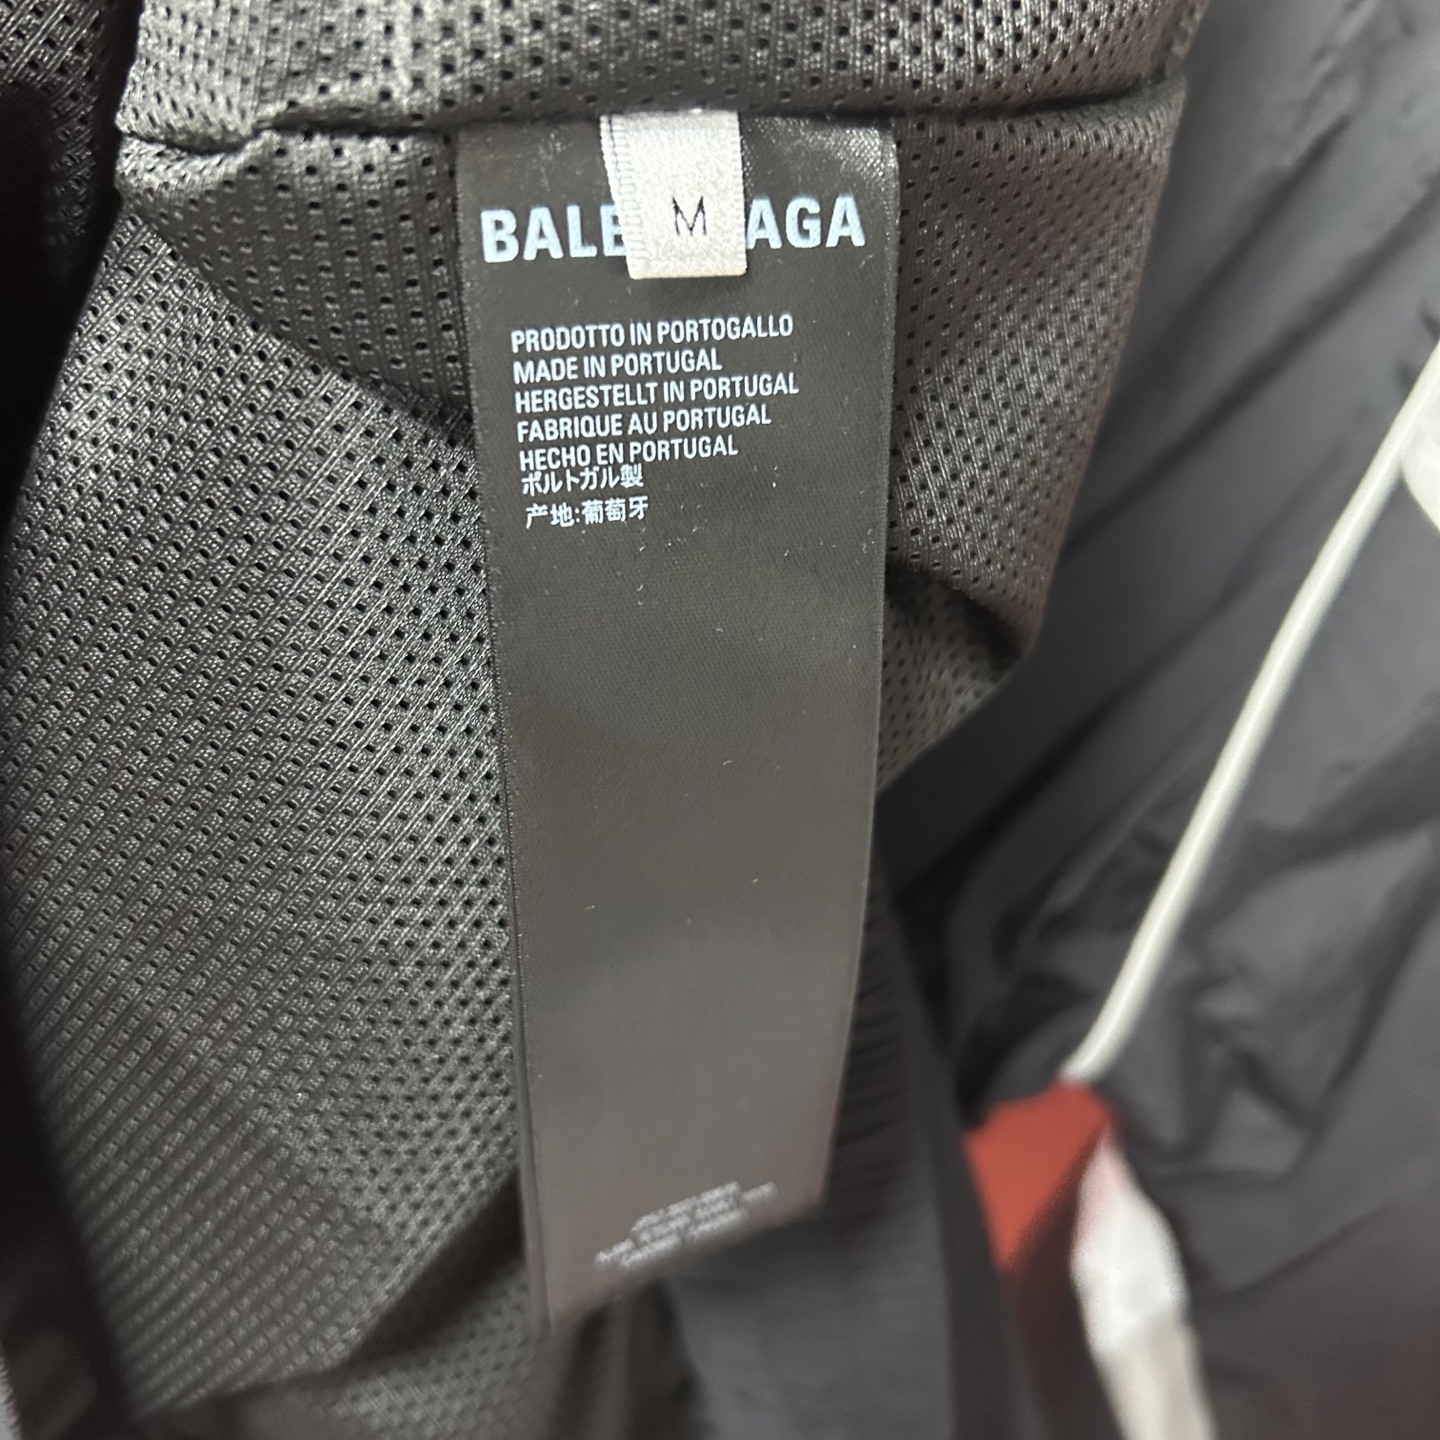 M
BALE AGA
PRODOTTO IN PORTOGALLO
MADE IN PORTUGAL
HERGESTELLT IN PORTUGAL
FABRIQUE AU PORTUGAL
HECHO EN PORTUGAL
ポルトガル製
产地:葡萄牙